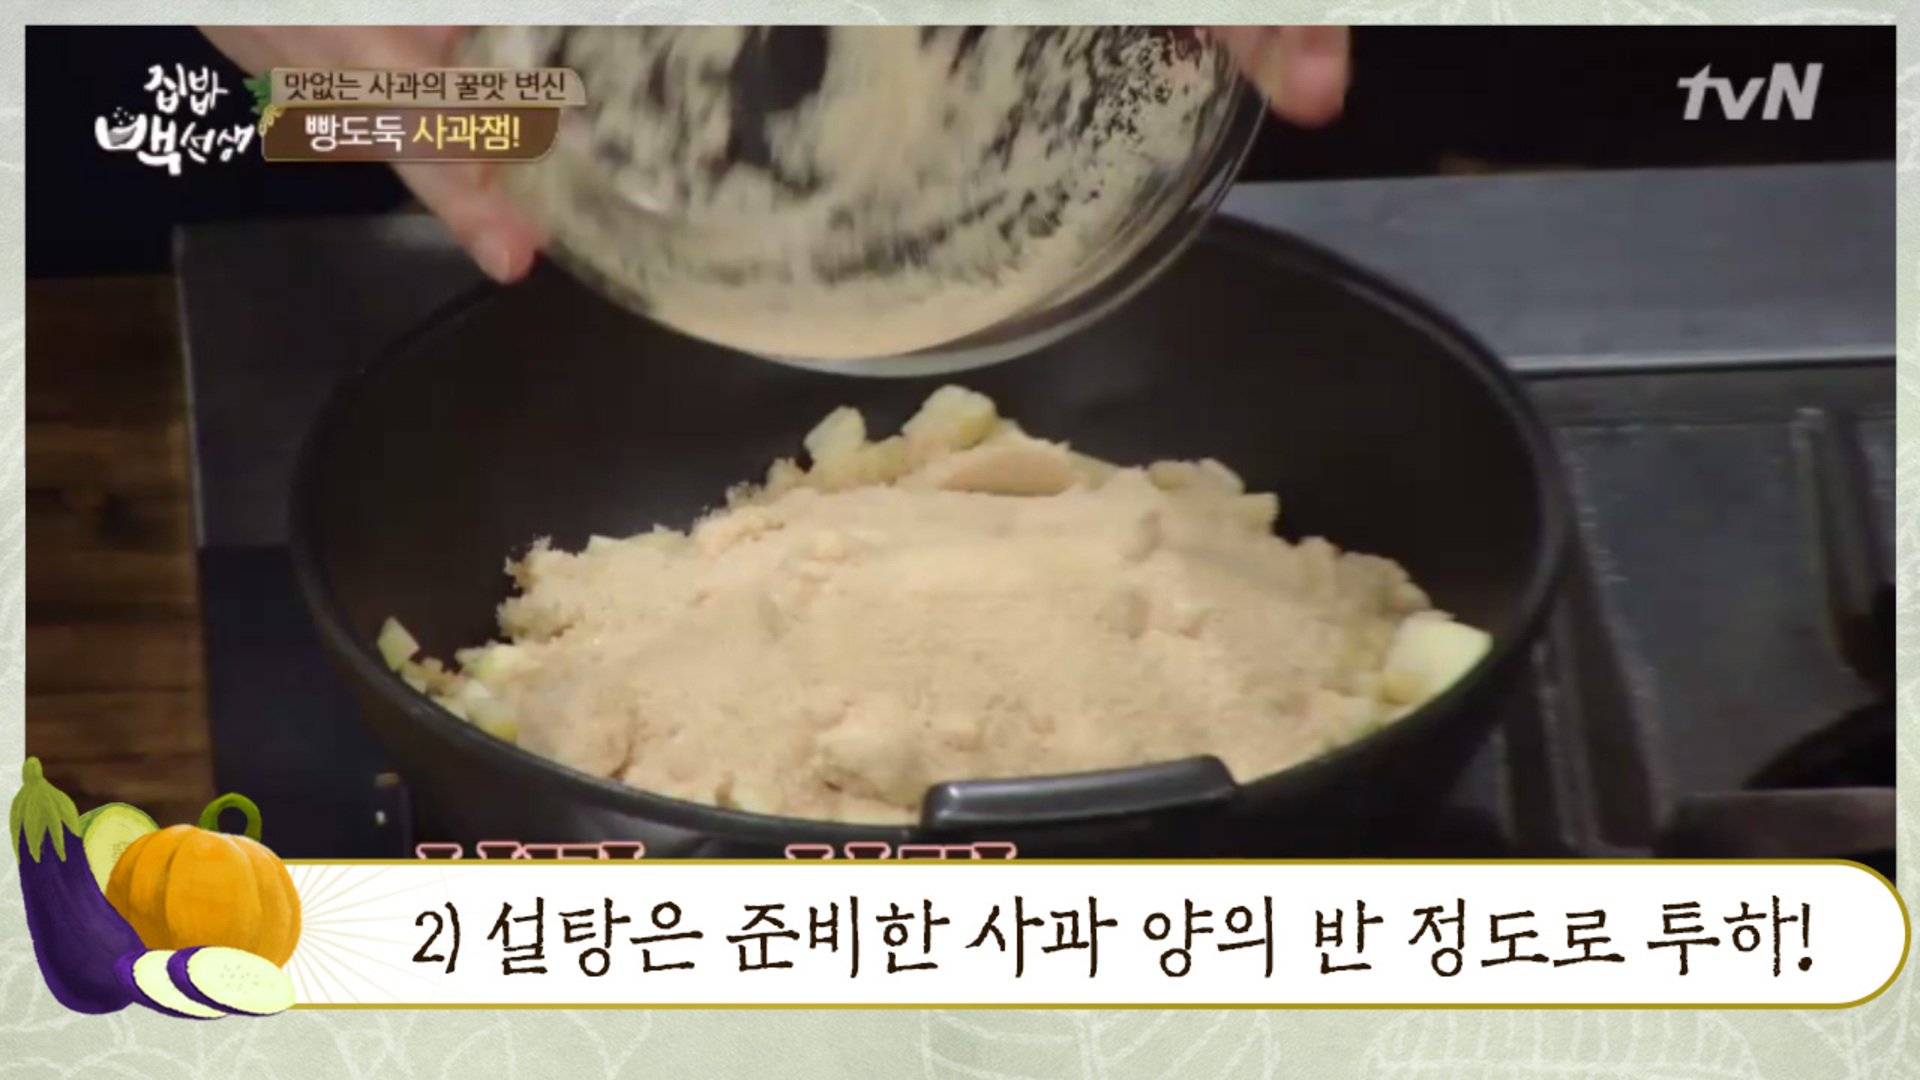 집밥
백선생
맛없는 사과의 꿀맛 변신
빵도둑 사과잼!
tvN
2) 설탕은 준비한 사과 양의 반 정도로 투하!